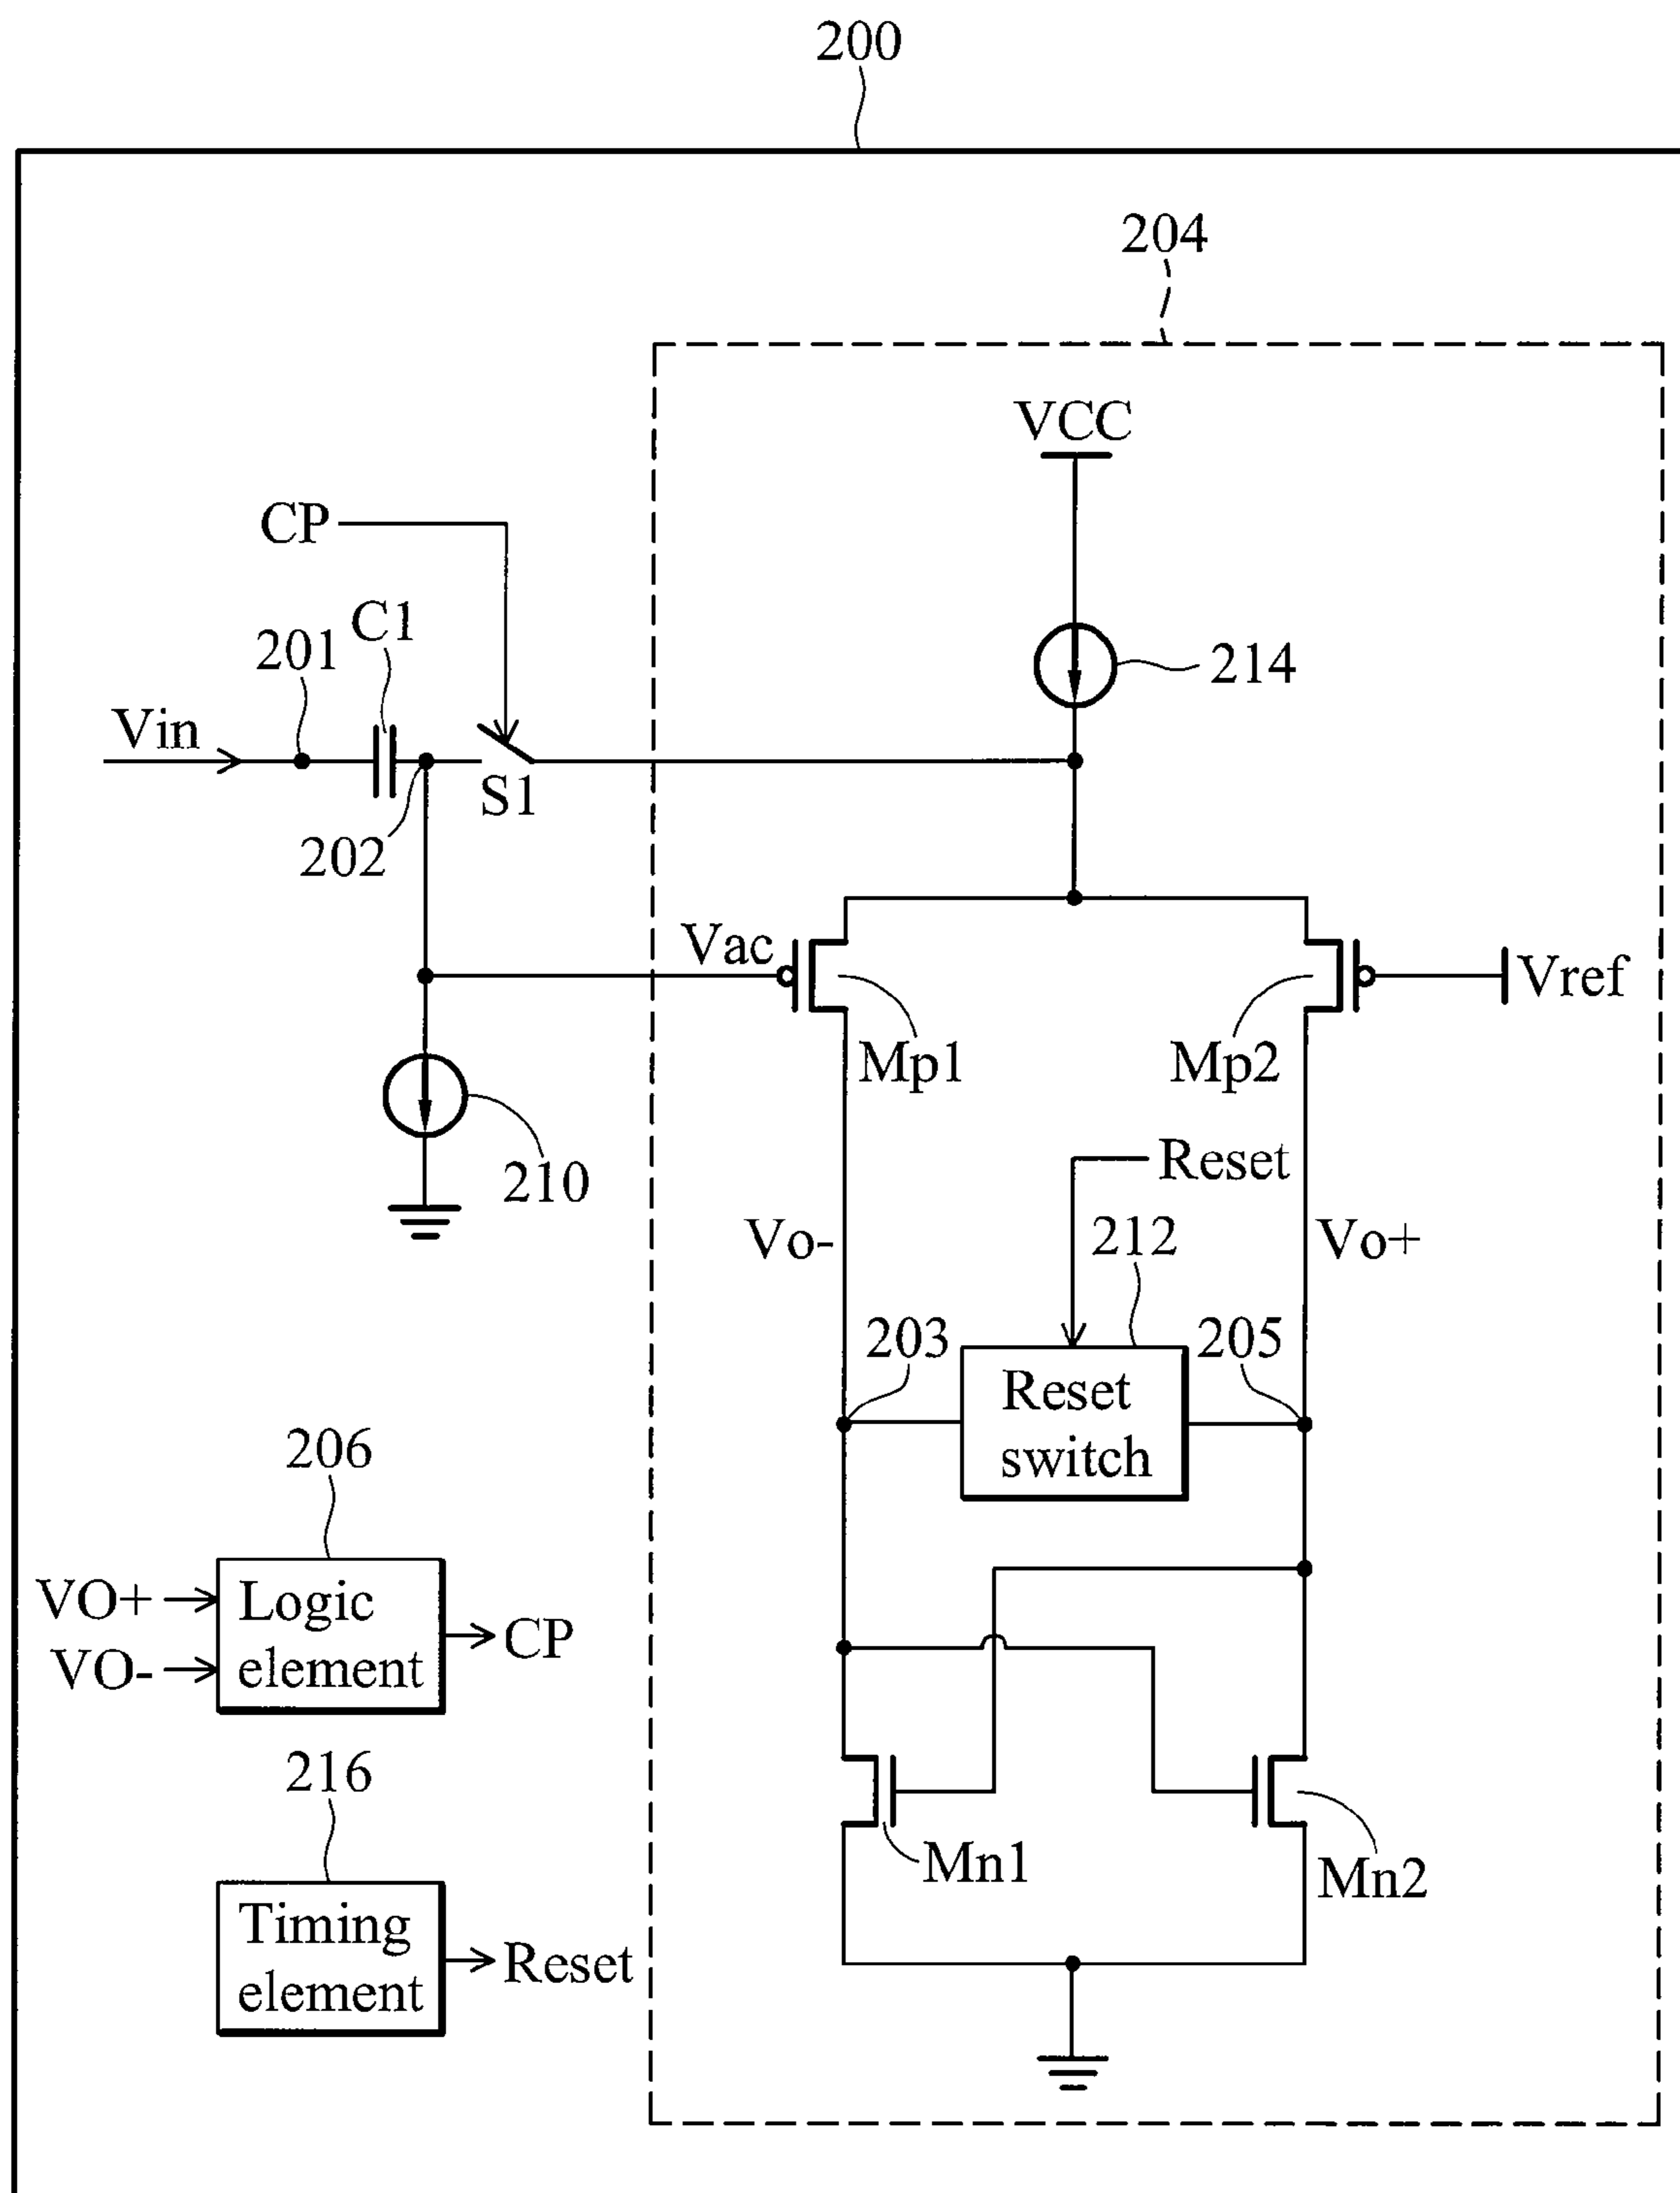 200
204
VCC
CP
C1
201
214
Vin
S1
202
Vac
Vref
Mp1
Mp2
Reset
210
212
Vo-
Vo+
203
205
Reset
switch
206
VO+
Logic
element
CP
VO-
216
Mn1
Mn2
Timing
element
Reset